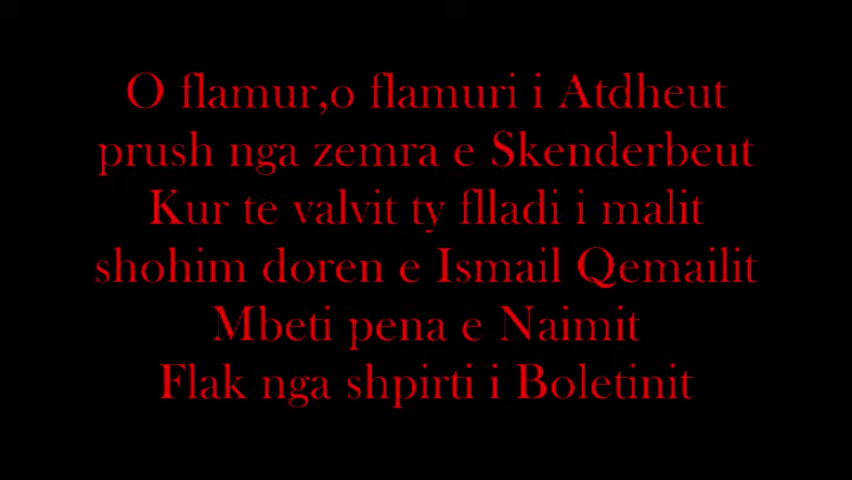 O flamur,o flamuri i Atdheut
prush nga zemra e Skenderbeut
Kur te valvit ty flladi i malit
shohim doren e Ismail Qemailit
Mbeti pena e Naimit
Flak nga shpirti i Boletinit